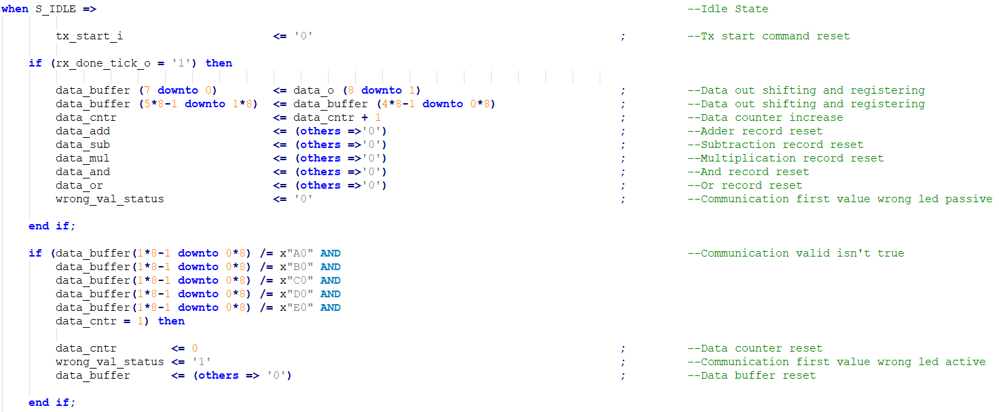 when S_IDLE => --Idle State
tx_start_i <= '0' ; --Tx start command reset
if (rx_done_tick_o = '1') then
data_buffer (7 downto 0) <= data_o (8 downto 1) ; --Data out shifting and registering
data_buffer (5*8-1 downto 1*8) <= data_buffer (4*8-1 downto 0*8) ; --Data out shifting and registering
data_cntr <= data_cntr + 1 ; --Data counter increase
data_add <= (others =>'0') ; --Adder record reset
data_sub <= (others =>'0') ; --Subtraction record reset
data_mul <= (others =>'0') ; --Multiplication record reset
data_and <= (others =>'0') ; --And record reset
data_or <= (others =>'0') ; --Or record reset
wrong_val_status <= '0' ; --Communication first value wrong led passive
end if;
if (data_buffer(1*8-1 downto 0*8) /= x"A0" AND --Communication valid isn't true
data_buffer(1*8-1 downto 0*8) /= x"B0" AND
data_buffer(1*8-1 downto 0*8) /= x"C0" AND
data_buffer(1*8-1 downto 0*8) /= x"D0" AND
data_buffer(1*8-1 downto 0*8) /= x"E0" AND
data_cntr = 1) then
data_cntr <= 0 ; --Data counter reset
wrong_val_status <= '1' ; --Communication first value wrong led active
data_buffer <= (others => '0') ; --Data buffer reset
end if;